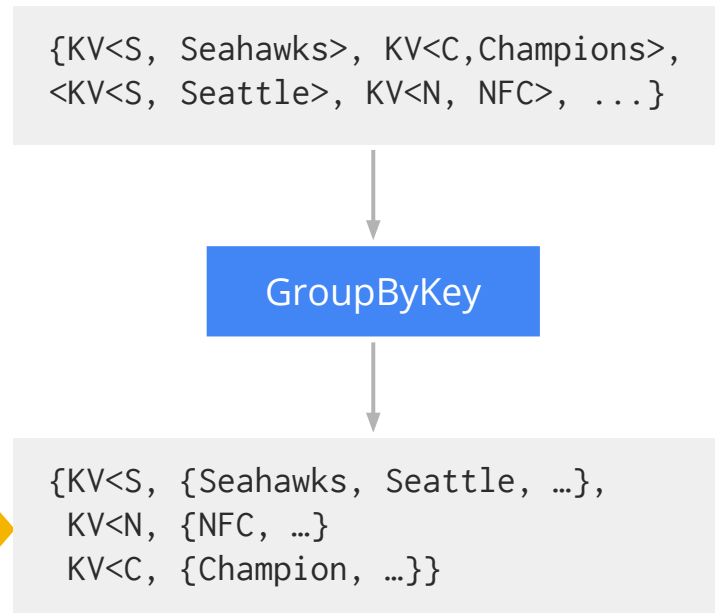 {KV<S, Seahawks>, KV<C,Champions>,
<KV<S, Seattle>, KV<N, NFC>, ...}
GroupByKey
{KV<S, {Seahawks, Seattle, …},
KV<N, {NFC, …}
KV<C, {Champion, …}}